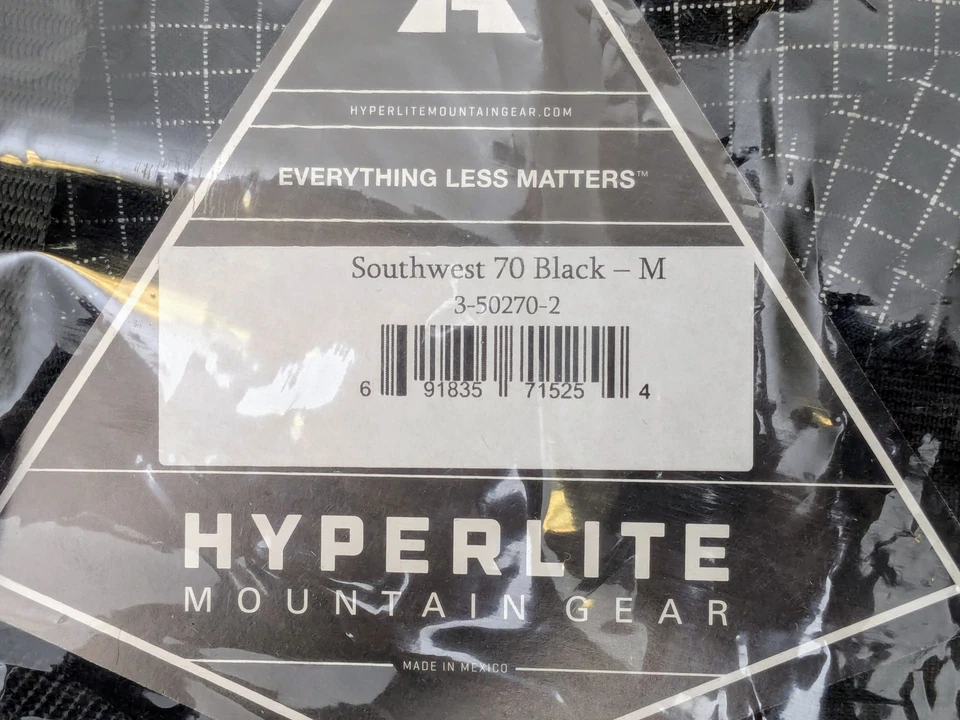 HYPERLITEMOUNTAINGEAR.COM
EVERYTHING LESS MATTERS™
Southwest 70 Black – M
3-50270-2
6 91835 71525 4
HYPERLITE
MOUNTAIN GEAR
MADE IN MEXICO